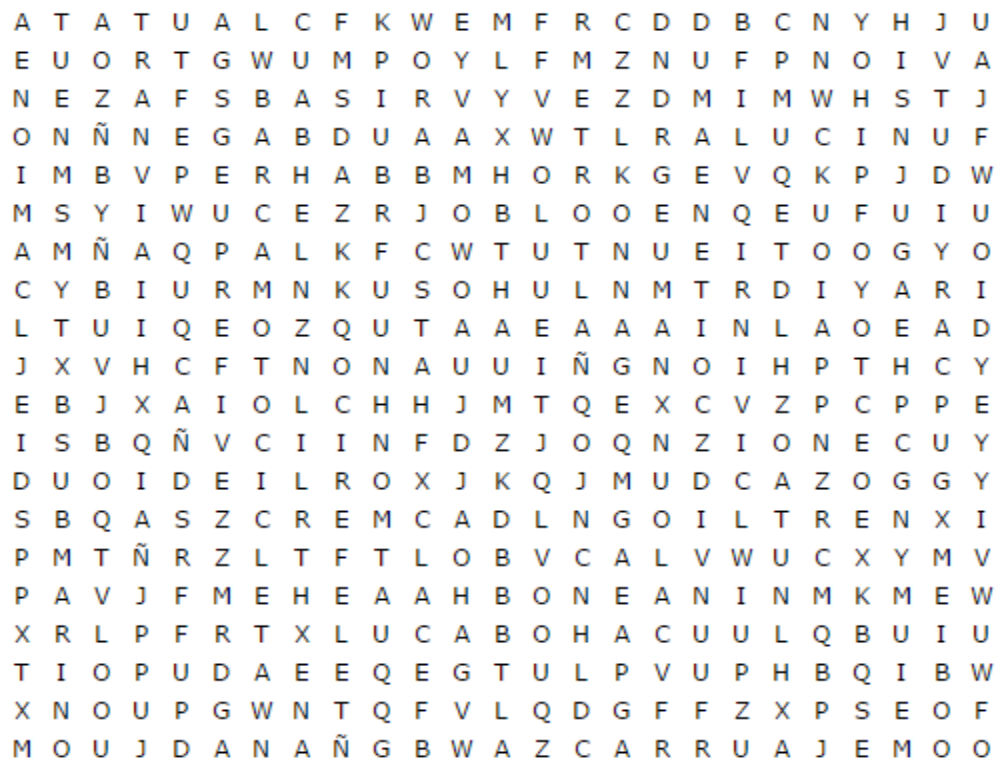 A T A T U A L C F K W E M F R C D D B C N Y H J U
E U O R T G W U M P O Y L F M Z N U F P N O I V A
N E Z A F S B A S I R V Y V E Z D M I M W H S T J
O N Ñ N E G A B D U A A X W T L R A L U C I N U F
I M B V P E R H A B B M H O R K G E V Q K P J D W
M S Y I W U C E Z R J O B L O O E N Q E U F U I U
A M Ñ A Q P A L K F C W T U T N U E I T O O G Y O
C Y B I U R M N K U S O H U L N M T R D I Y A R I
L T U I Q E O Z Q U T A A E A A A I N L A O E A D
J X V H C F T N O N A U U I Ñ G N O I H P T H C Y
E B J X A I O L C H H J M T Q E X C V Z P C P P E
I S B Q Ñ V C I I N F D Z J O Q N Z I O N E C U Y
D U O I D E I L R O X J K Q J M U D C A Z O G G Y
S B Q A S Z C R E M C A D L N G O I L T R E N X I
P M T Ñ R Z L T F T L O B V C A L V W U C X Y M V
P A V J F M E H E A A H B O N E A N I N M K M E W
X R L P F R T X L U C A B O H A C U U L Q B U I U
T I O P U D A E E Q E G T U L P V U P H B Q I B W
X N O U P G W N T Q F V L Q D G F F Z X P S E O F
M O U J D A N A Ñ G B W A Z C A R R U A J E M O O